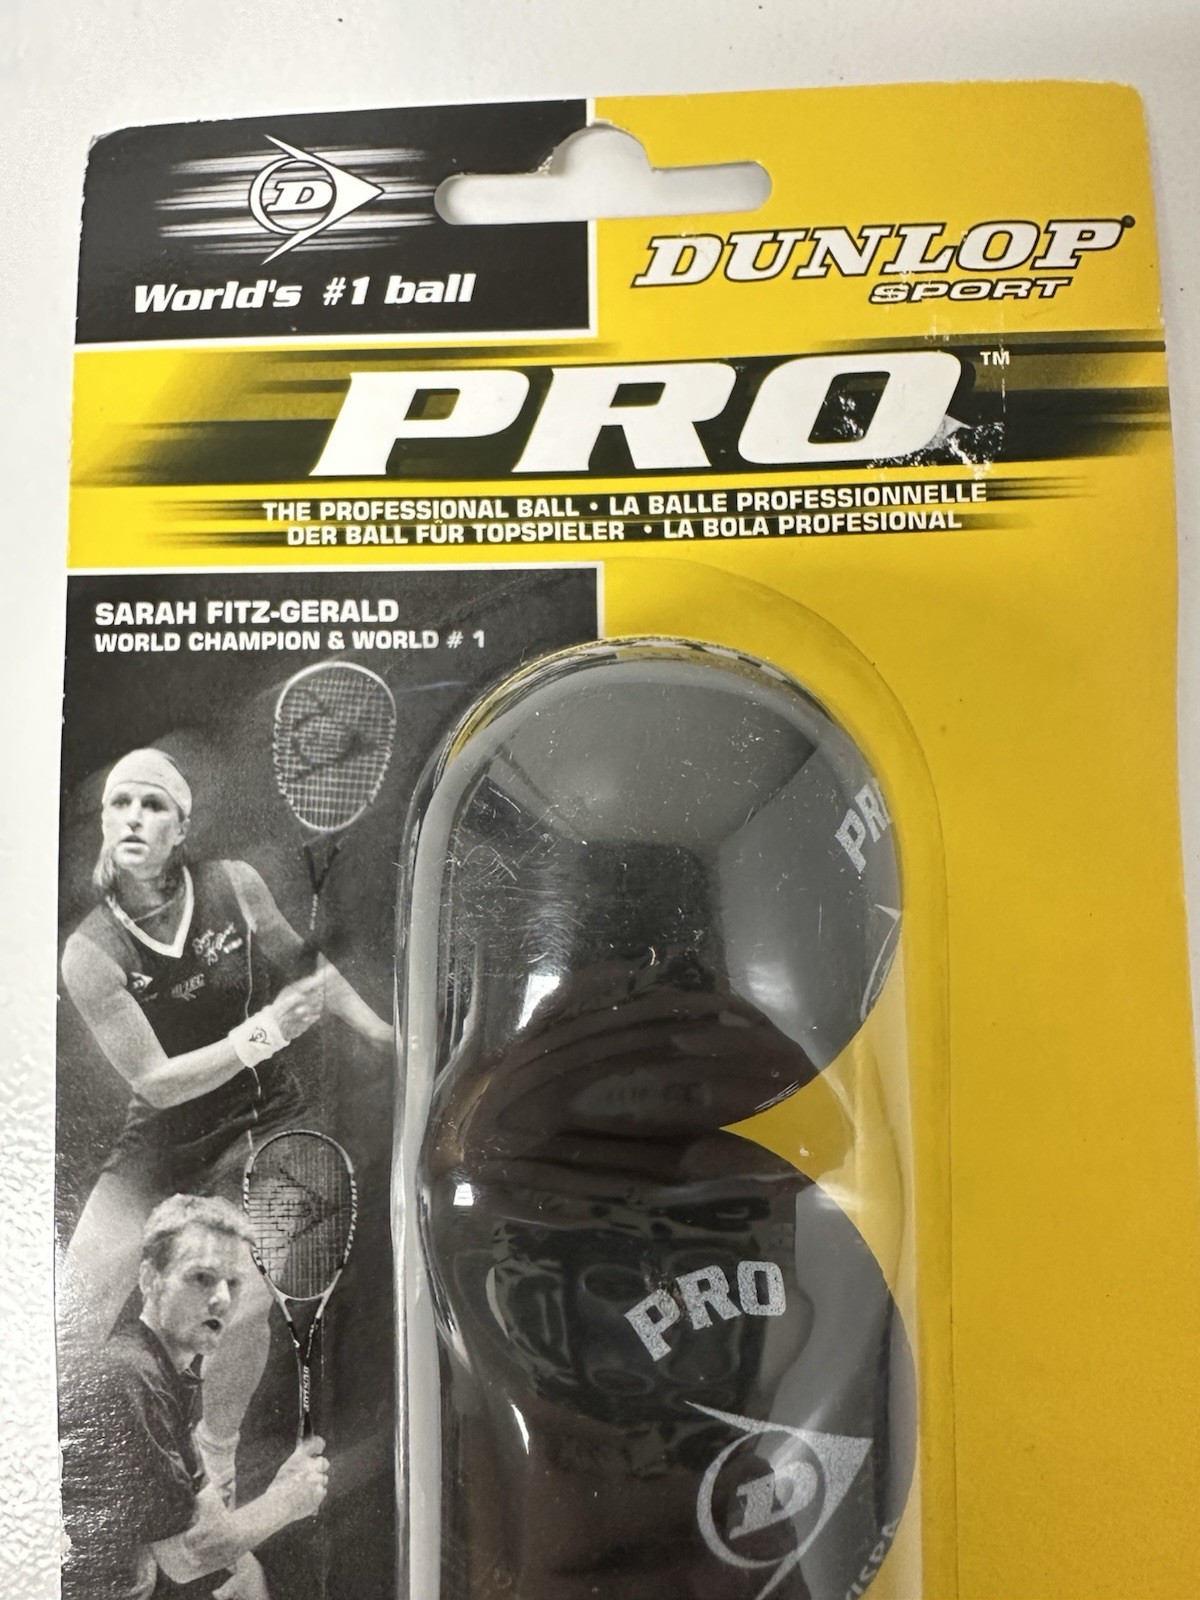 D
World's #1 ball
DUNLOP
SPORT
PRO™
THE PROFESSIONAL BALL • LA BALLE PROFESSIONNELLE
DER BALL FÜR TOPSPIELER • LA BOLA PROFESIONAL
SARAH FITZ-GERALD
WORLD CHAMPION & WORLD # 1
PR
PRO
D